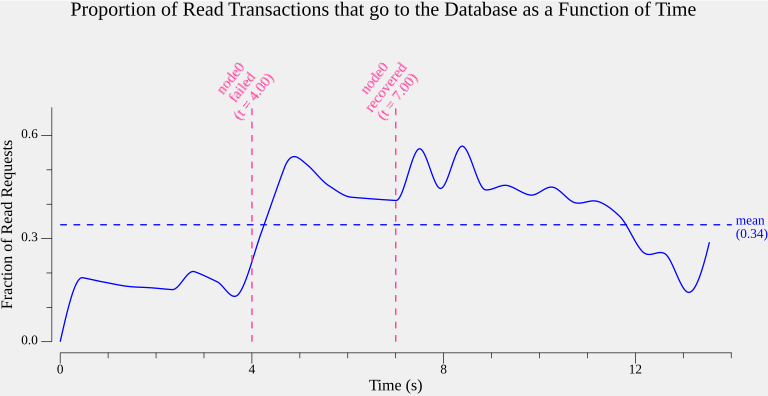 Proportion of Read Transactions that go to the Database as a Function of Time
node0
failed
(t = 4.00)
node0
recovered
(t = 7.00)
Fraction of Read Requests
0.6
0.3
0.0
mean
(0.34)
0
4
8
12
Time (s)